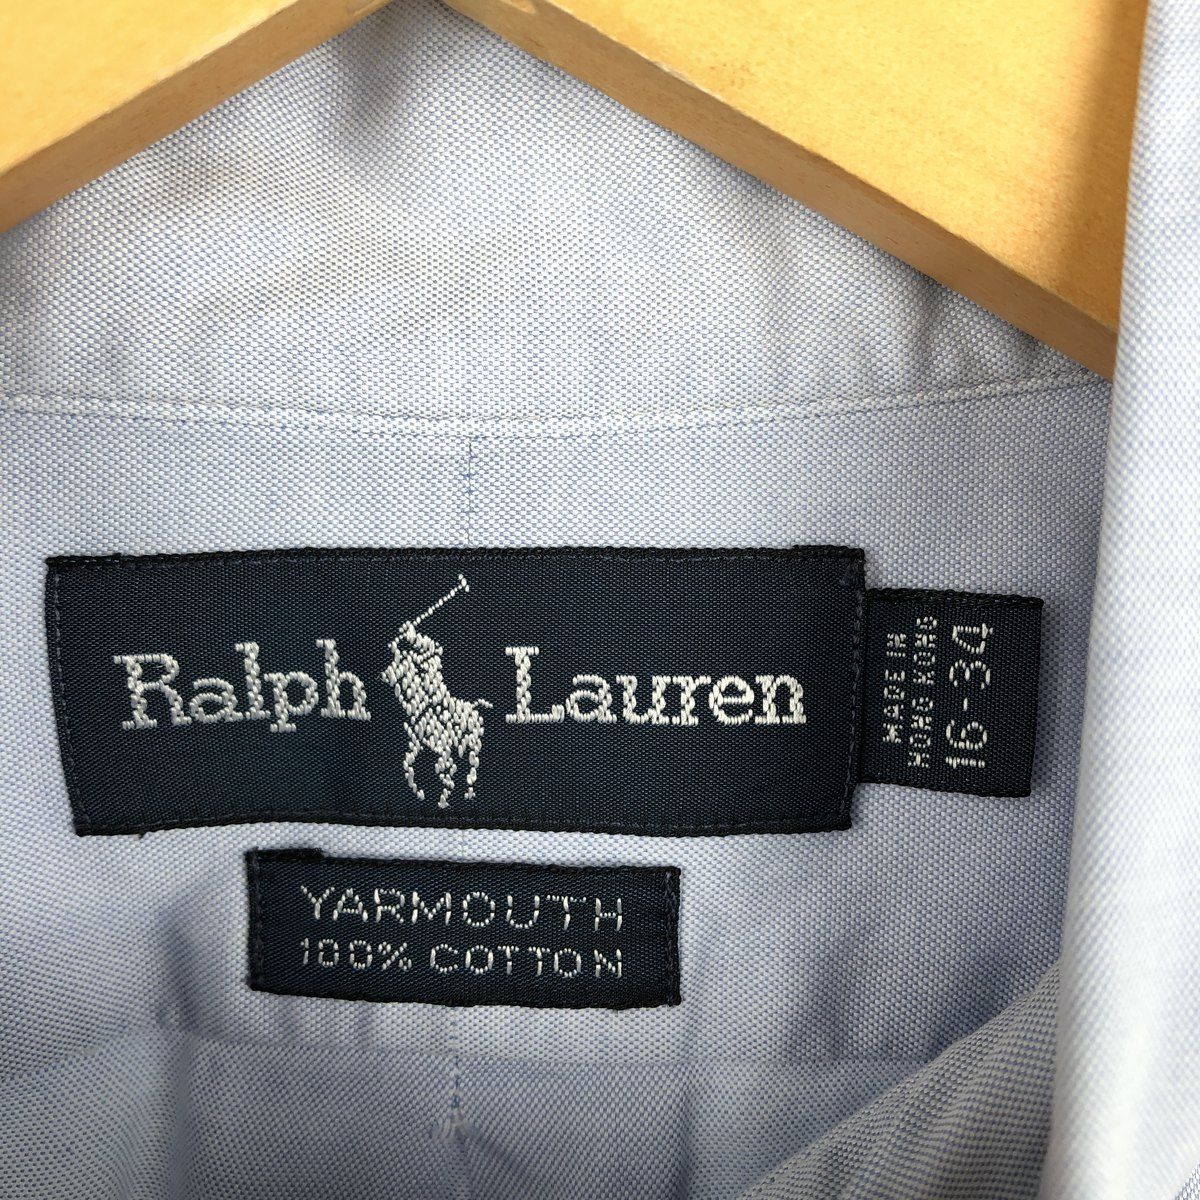 Ralph Lauren
MADE IN
HONG KONG
16-34
YARMOUTH
100% COTTON